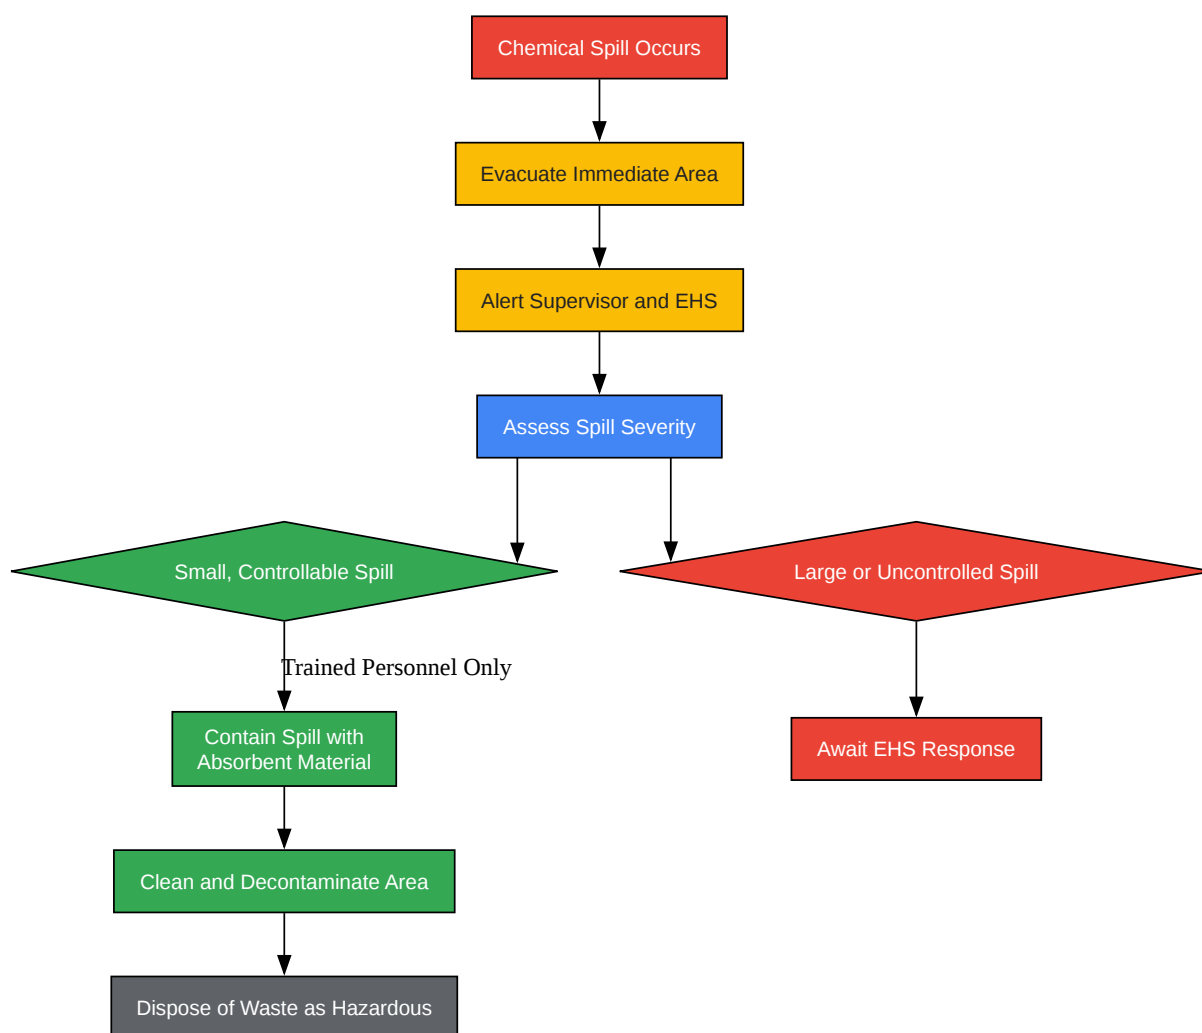 Chemical Spill Occurs
Evacuate Immediate Area
Alert Supervisor and EHS
Assess Spill Severity
Small, Controllable Spill
Large or Uncontrolled Spill
Trained Personnel Only
Contain Spill with
Absorbent Material
Await EHS Response
Clean and Decontaminate Area
Dispose of Waste as Hazardous